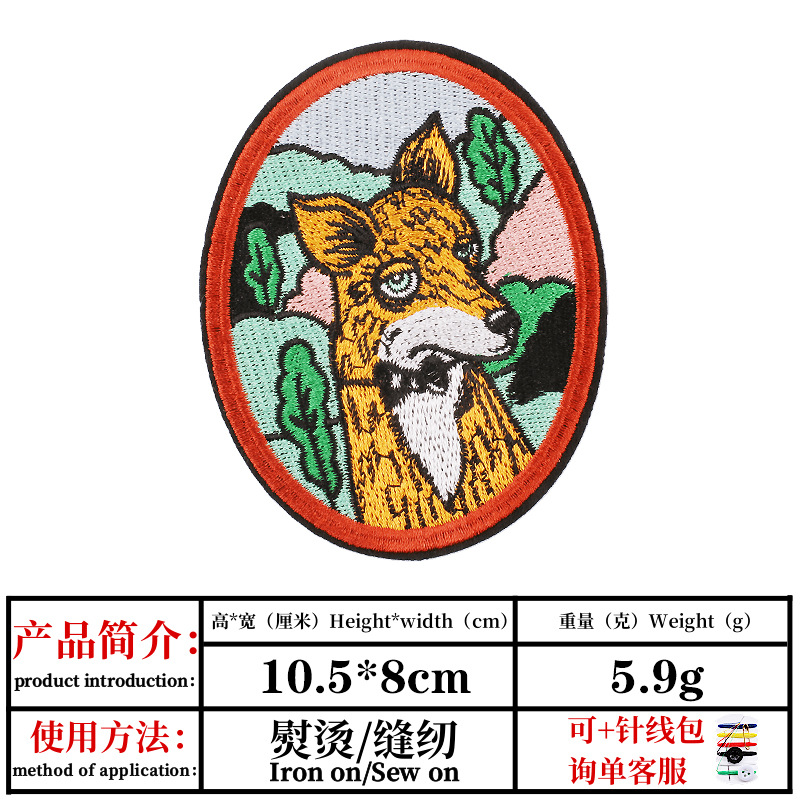 产品简介：
product introduction：
高*宽（厘米）Height*width（cm）
重量（克）Weight（g）
10.5*8cm
5.9g
使用方法：
method of application：
熨烫/缝纫
Iron on/Sew on
可+针线包
询单客服